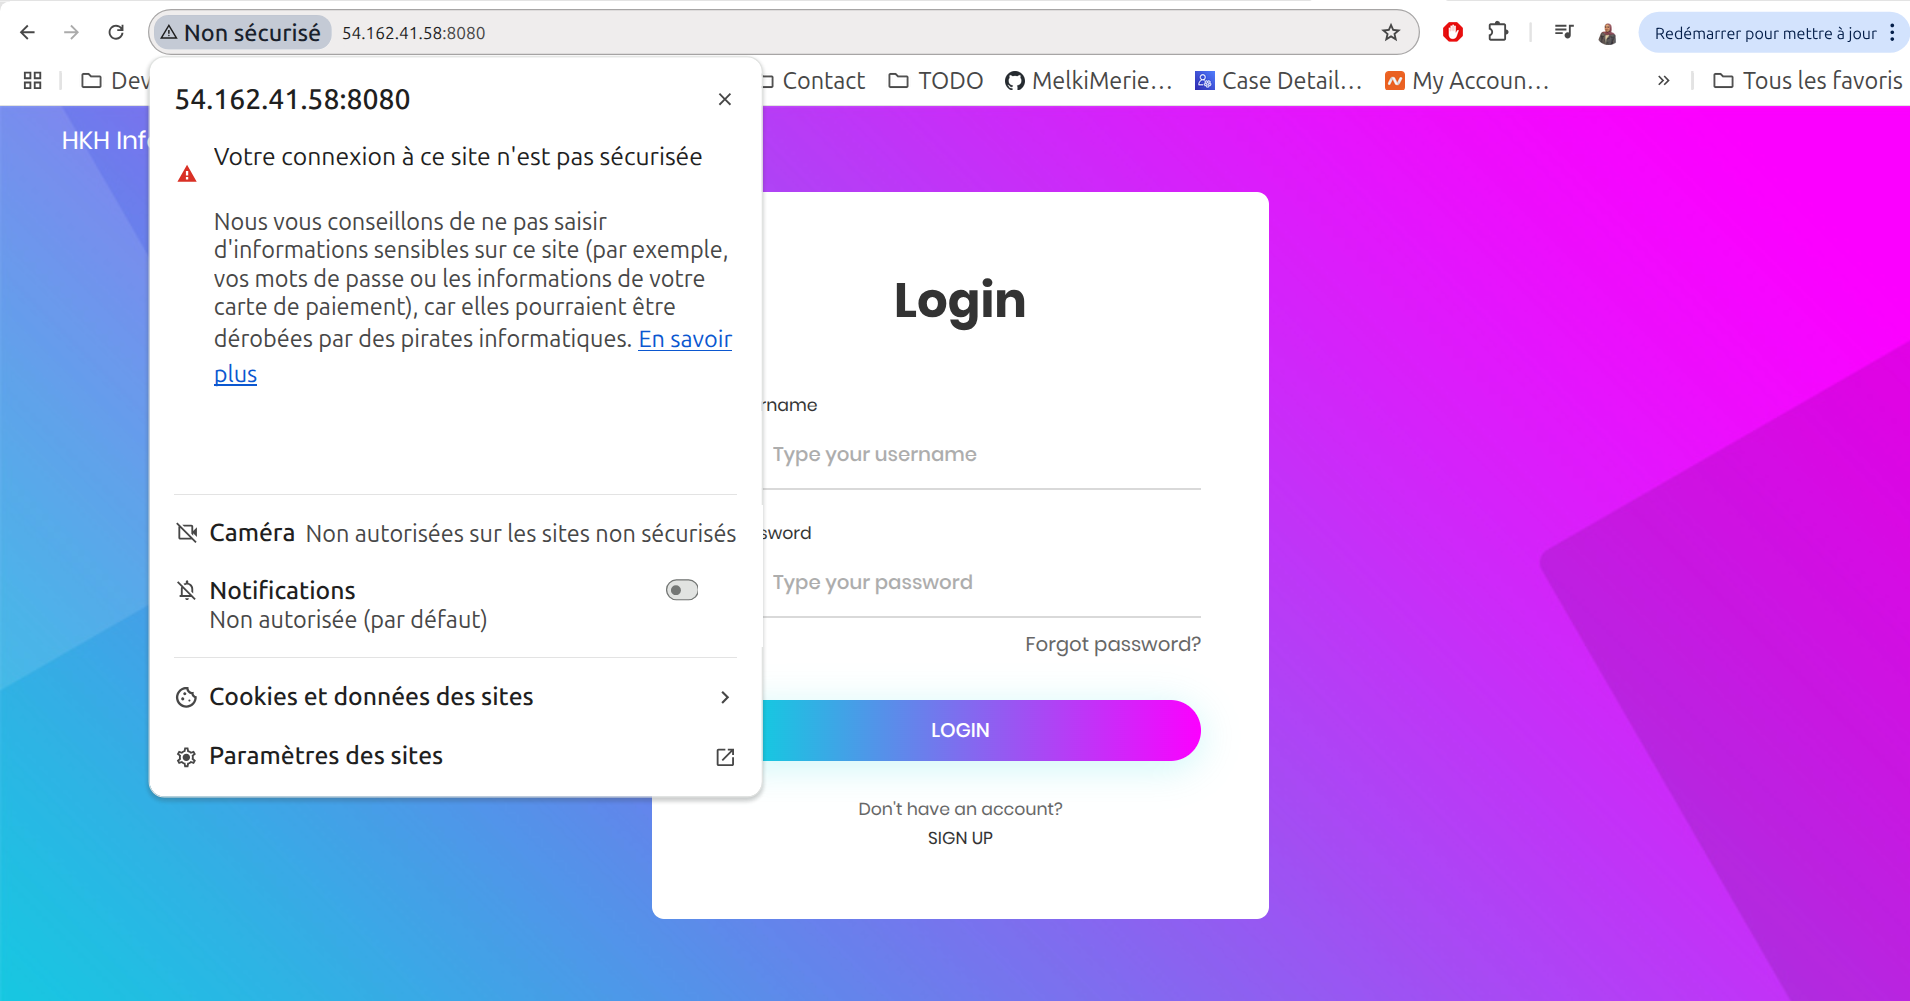 Non sécurisé 54.162.41.58:8080 Redémarrer pour mettre à jour
Dev Contact TODO MelkiMerie… Case Detail… My Accoun… » Tous les favoris
54.162.41.58:8080
HKH Inf
Votre connexion à ce site n'est pas sécurisée
Nous vous conseillons de ne pas saisir
d'informations sensibles sur ce site (par exemple,
vos mots de passe ou les informations de votre
carte de paiement), car elles pourraient être
dérobées par des pirates informatiques. En savoir
plus
Caméra Non autorisées sur les sites non sécurisés
Notifications
Non autorisée (par défaut)
Cookies et données des sites
Paramètres des sites
Login
rname
Type your username
sword
Type your password
Forgot password?
LOGIN
Don't have an account?
SIGN UP